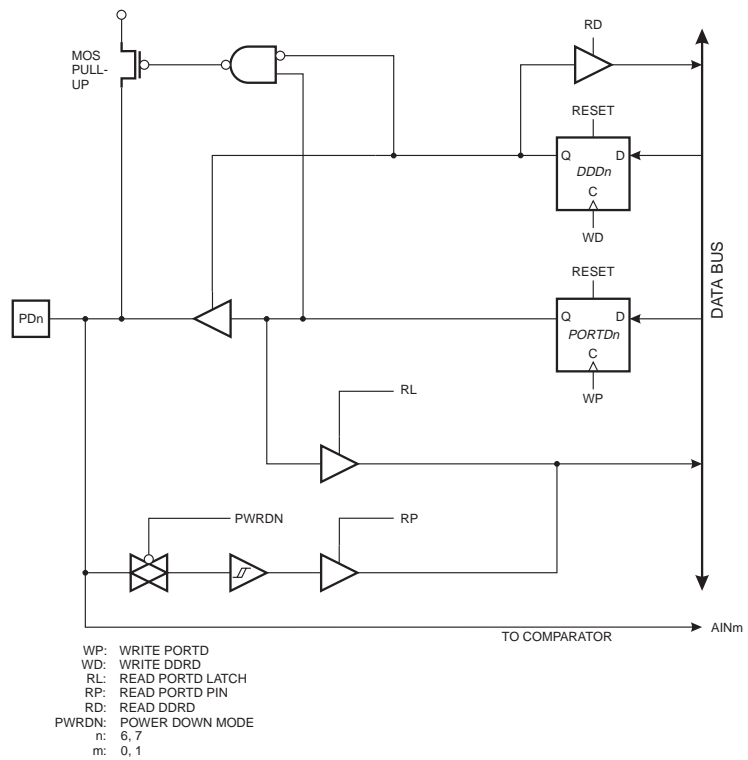 MOS
PULL-
UP
RD
RESET
Q D
DDDn
C
WD
RESET
PDn
Q D
PORTDn
C
WP
DATA BUS
RL
PWRDN
RP
TO COMPARATOR
AINm
WP: WRITE PORTD
WD: WRITE DDRD
RL: READ PORTD LATCH
RP: READ PORTD PIN
RD: READ DDRD
PWRDN: POWER DOWN MODE
n: 6, 7
m: 0, 1